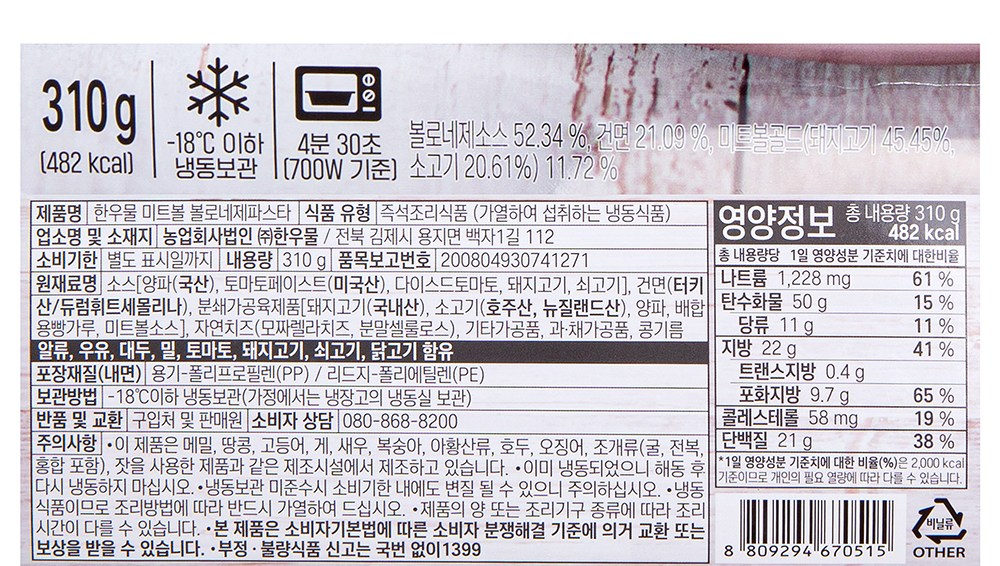 310g
(482 kcal)
-18℃ 이하
냉동보관
4분 30초
(700W 기준)
볼로네제소스 52.34 %, 건면 21.09 %, 미트볼골드(돼지고기 45.45%,
소고기 20.61%) 11.72 %
제품명 한우물 미트볼 볼로네제파스타 식품 유형 즉석조리식품 (가열하여 섭취하는 냉동식품)
업소명 및 소재지 농업회사법인 ㈜한우물 / 전북 김제시 용지면 백자1길 112
소비기한 별도 표시일까지 내용량 310 g 품목보고번호 200804930741271
원재료명 소스[양파(국산), 토마토페이스트(미국산), 다이스드토마토, 돼지고기, 쇠고기], 건면(터키
산/듀럼휘트세몰리나), 분쇄가공육제품[돼지고기(국내산), 소고기(호주산, 뉴질랜드산), 양파, 배합
용빵가루, 미트볼소스], 자연치즈(모짜렐라치즈, 분말셀룰로스), 기타가공품, 과·채가공품, 콩기름
알류, 우유, 대두, 밀, 토마토, 돼지고기, 쇠고기, 닭고기 함유
포장재질(내면) 용기-폴리프로필렌(PP) / 리드지-폴리에틸렌(PE)
보관방법 -18℃이하 냉동보관(가정에서는 냉장고의 냉동실 보관)
반품 및 교환 구입처 및 판매원 소비자 상담 080-868-8200
주의사항 •이 제품은 메밀, 땅콩, 고등어, 게, 새우, 복숭아, 아황산류, 호두, 오징어, 조개류(굴, 전복,
홍합 포함), 잣을 사용한 제품과 같은 제조시설에서 제조하고 있습니다. •이미 냉동되었으니 해동 후
다시 냉동하지 마십시오. •냉동보관 미준수시 소비기한 내에도 변질 될 수 있으니 주의하십시오. •냉동
식품이므로 조리방법에 따라 반드시 가열하여 드십시오. •제품의 양 또는 조리기구 종류에 따라 조리
시간이 다를 수 있습니다. •본 제품은 소비자기본법에 따른 소비자 분쟁해결 기준에 의거 교환 또는
보상을 받을 수 있습니다. •부정·불량식품 신고는 국번 없이1399
영양정보 총 내용량 310 g
482 kcal
총 내용량당 1일 영양성분 기준치에 대한비율
나트륨 1,228 mg 61 %
탄수화물 50 g 15 %
당류 11 g 11 %
지방 22 g 41 %
트랜스지방 0.4 g
포화지방 9.7 g 65 %
콜레스테롤 58 mg 19 %
단백질 21 g 38 %
*1일 영양성분 기준치에 대한 비율(%)은 2,000 kcal
기준이므로 개인의 필요 열량에 따라 다를 수 있습니다.
8 809294 670515
비닐류
OTHER